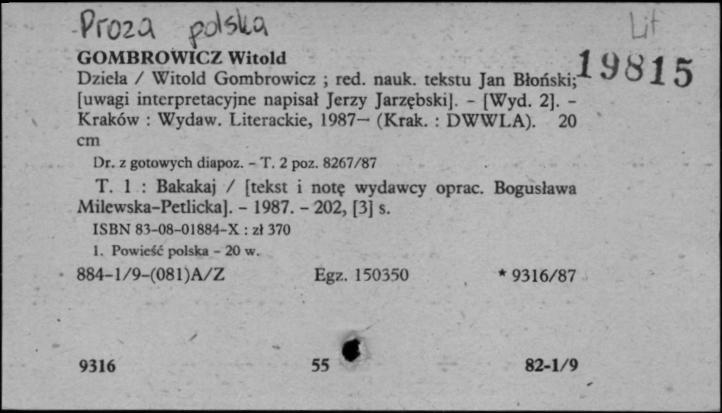 Proza polska
Lit
GOMBROWICZ Witold
19815
Dzieła / Witold Gombrowicz ; red. nauk. tekstu Jan Błoński;
[uwagi interpretacyjne napisał Jerzy Jarzębski]. – [Wyd. 2]. –
Kraków : Wydaw. Literackie, 1987— (Krak. : DWWLA). 20
cm
Dr. z gotowych diapoz. – T. 2 poz. 8267/87
T. 1 : Bakakaj / [tekst i notę wydawcy oprac. Bogusława
Milewska-Petlicka]. – 1987. – 202, [3] s.
ISBN 83-08-01884-X : zł 370
1. Powieść polska – 20 w.
884-1/9-(081)A/Z Egz. 150350 * 9316/87
9316 55 82-1/9